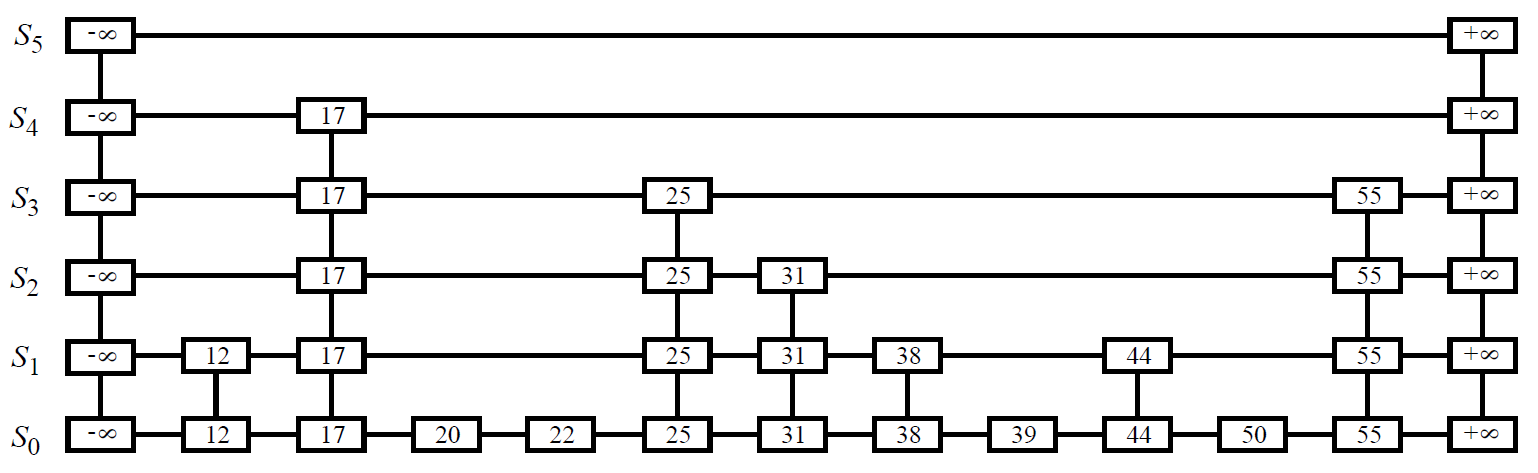 S5 -∞ +∞
S4 -∞ 17 +∞
S3 -∞ 17 25 55 +∞
S2 -∞ 17 25 31 55 +∞
S1 -∞ 12 17 25 31 38 44 55 +∞
S0 -∞ 12 17 20 22 25 31 38 39 44 50 55 +∞